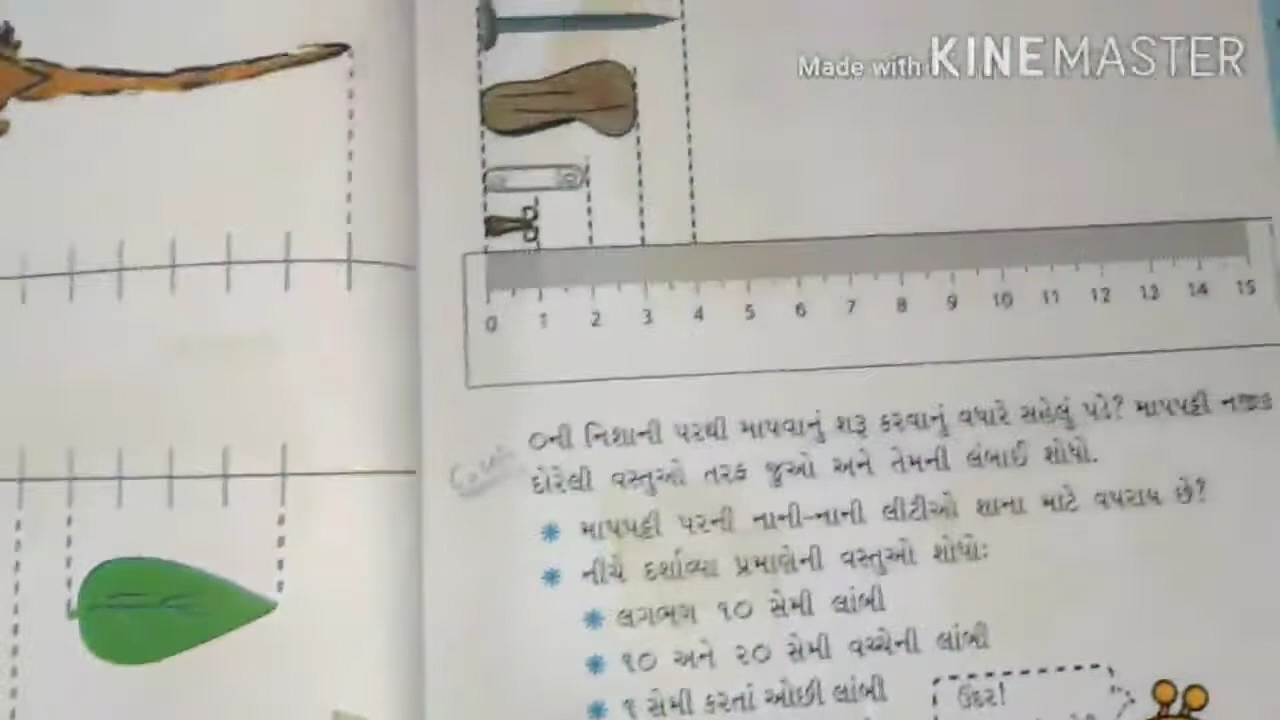 Made with KINEMASTER
0 1 2 3 4 5 6 7 8 9 10 11 12 13 14 15
૦ની નિશાની પરથી માપવાનું શરૂ કરવાનું વધારે સહેલું પડે? માપપટ્ટી નજીક
દોરેલી વસ્તુઓ તરફ જુઓ અને તેમની લંબાઈ શોધો.
માપપટ્ટી પરની નાની-નાની લીટીઓ શાના માટે વપરાય છે?
નીચે દર્શાવ્યા પ્રમાણેની વસ્તુઓ શોધોઃ
લગભગ ૧૦ સેમી લાંબી
૧૦ અને ૨૦ સેમી વચ્ચેની લાંબી
૧ સેમી કરતાં ઓછી લાંબી
ઉંદર!